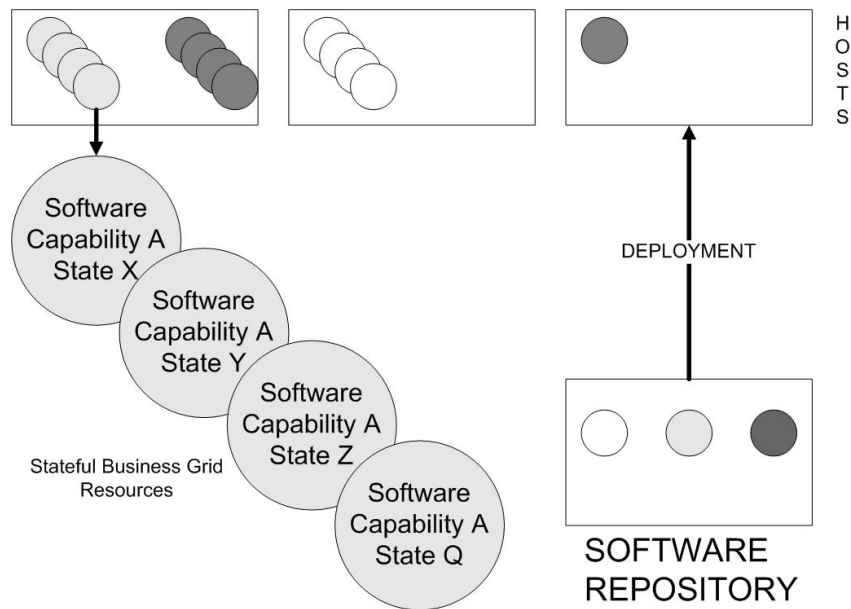 H
O
S
T
S
Software
Capability A
State X
Software
Capability A
State Y
Software
Capability A
State Z
Software
Capability A
State Q
Stateful Business Grid
Resources
DEPLOYMENT
SOFTWARE
REPOSITORY